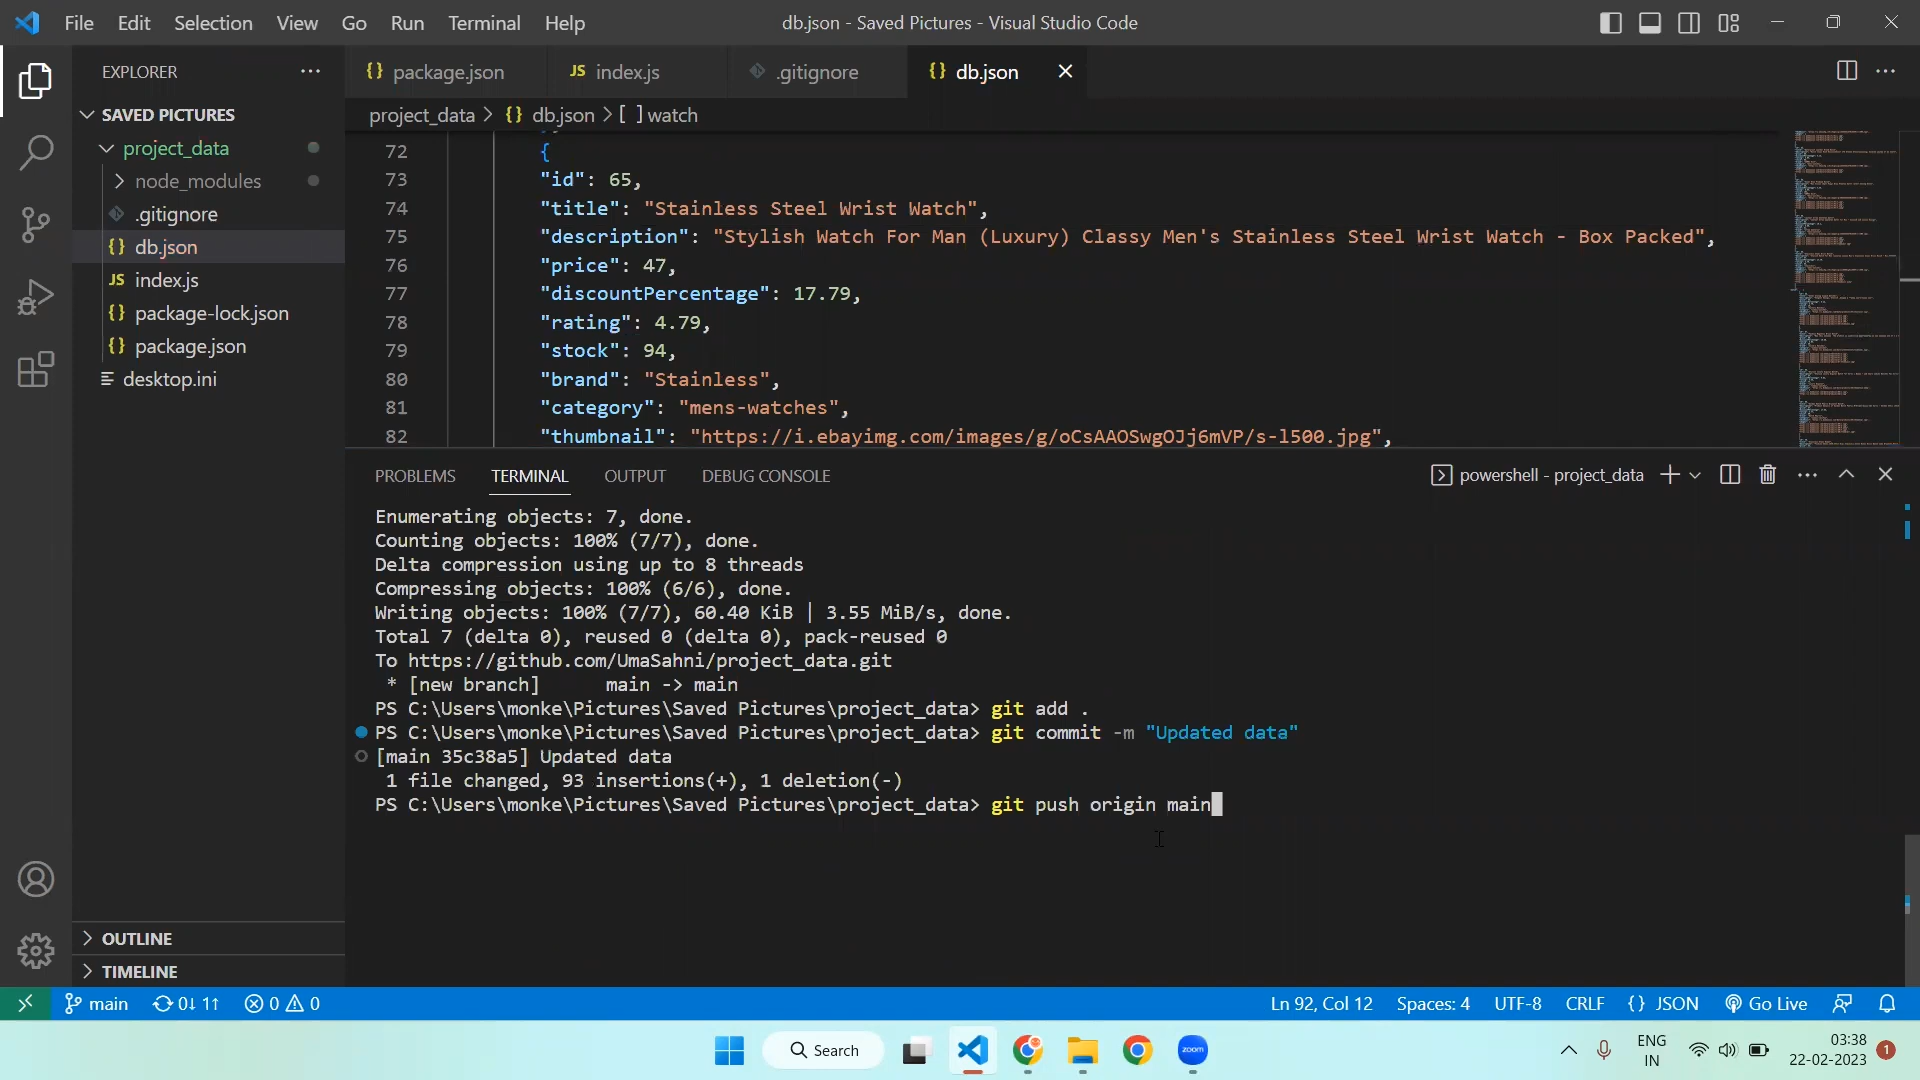 File Edit Selection View Go Run Terminal Help
db.json - Saved Pictures - Visual Studio Code
EXPLORER
SAVED PICTURES
project_data
node_modules
.gitignore
db.json
index.js
package-lock.json
package.json
desktop.ini
OUTLINE
TIMELINE
package.json
index.js
.gitignore
db.json
project_data > {} db.json > [ ] watch
72 {
73 "id": 65,
74 "title": "Stainless Steel Wrist Watch",
75 "description": "Stylish Watch For Man (Luxury) Classy Men's Stainless Steel Wrist Watch - Box Packed",
76 "price": 47,
77 "discountPercentage": 17.79,
78 "rating": 4.79,
79 "stock": 94,
80 "brand": "Stainless",
81 "category": "mens-watches",
82 "thumbnail": "https://i.ebayimg.com/images/g/oCsAAOSwgOJj6mVP/s-l500.jpg",
PROBLEMS TERMINAL OUTPUT DEBUG CONSOLE
powershell - project_data
Enumerating objects: 7, done.
Counting objects: 100% (7/7), done.
Delta compression using up to 8 threads
Compressing objects: 100% (6/6), done.
Writing objects: 100% (7/7), 60.40 KiB | 3.55 MiB/s, done.
Total 7 (delta 0), reused 0 (delta 0), pack-reused 0
To https://github.com/UmaSahni/project_data.git
* [new branch] main -> main
PS C:\Users\monke\Pictures\Saved Pictures\project_data> git add .
PS C:\Users\monke\Pictures\Saved Pictures\project_data> git commit -m "Updated data"
[main 35c38a5] Updated data
1 file changed, 93 insertions(+), 1 deletion(-)
PS C:\Users\monke\Pictures\Saved Pictures\project_data> git push origin main
main 0↓ 1↑ 0 0
Ln 92, Col 12 Spaces: 4 UTF-8 CRLF {} JSON Go Live
Search
zoom
ENG
IN
03:38
22-02-2023
1